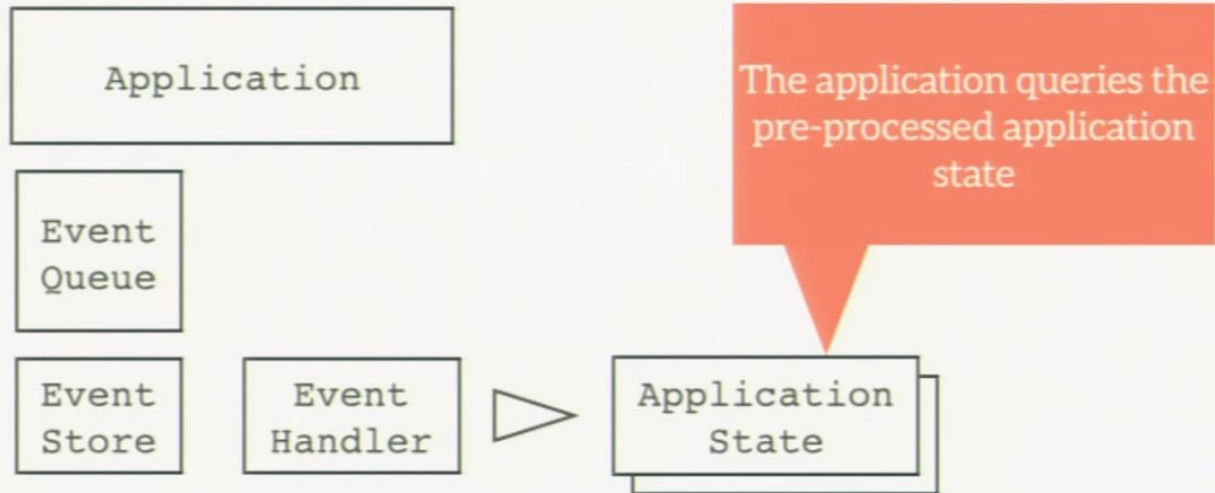 Application
The application queries the
pre-processed application
state
Event
Queue
Event
Store
Event
Handler
Application
State